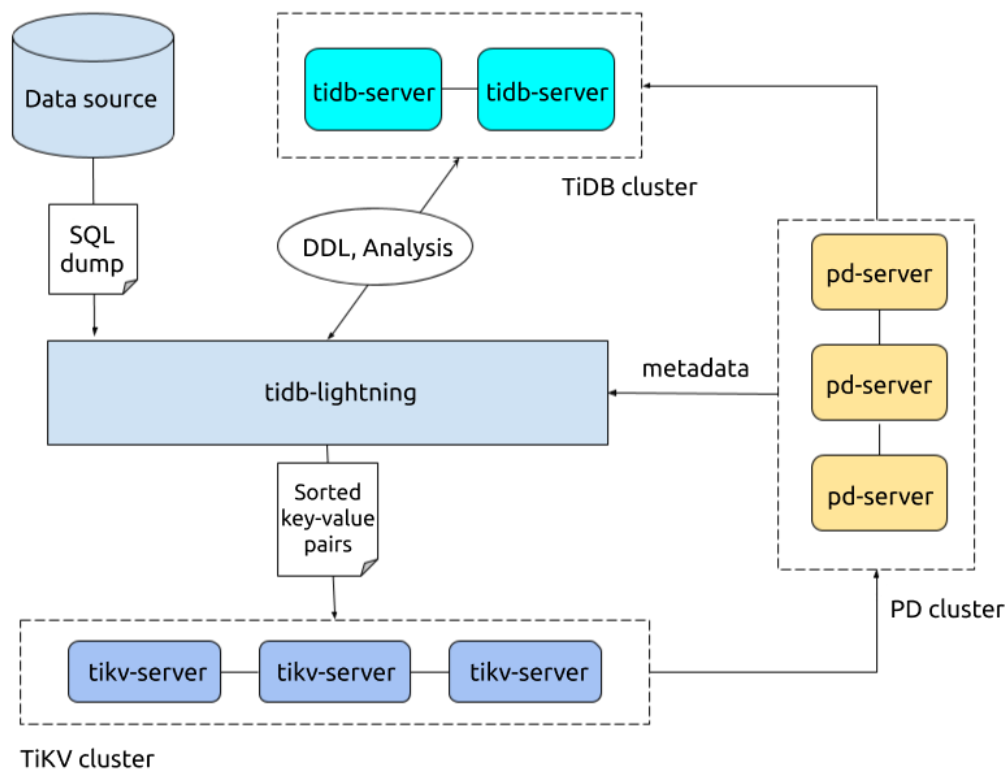 Data source
tidb-server
tidb-server
TiDB cluster
SQL
dump
DDL, Analysis
pd-server
pd-server
pd-server
PD cluster
metadata
tidb-lightning
Sorted
key-value
pairs
tikv-server
tikv-server
tikv-server
TiKV cluster